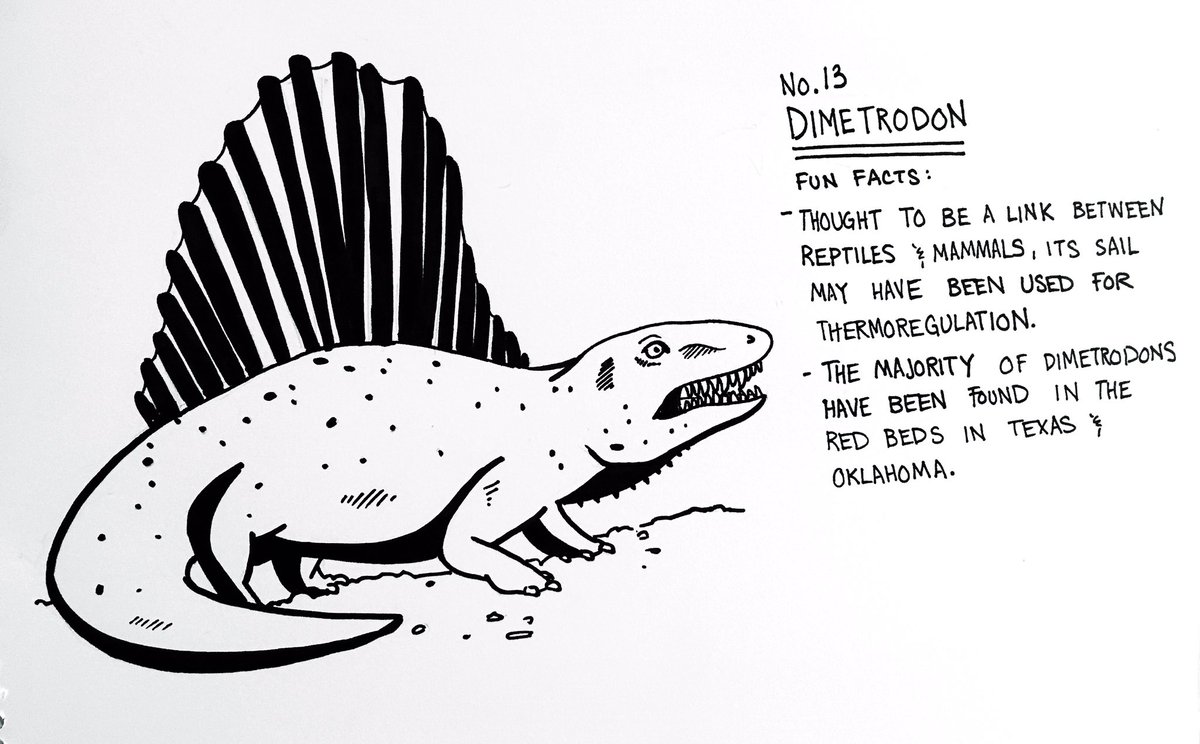 No.13
DIMETRODON
FUN FACTS:
- THOUGHT TO BE A LINK BETWEEN
REPTILES & MAMMALS, ITS SAIL
MAY HAVE BEEN USED FOR
THERMOREGULATION.
- THE MAJORITY OF DIMETRODONS
HAVE BEEN FOUND IN THE
RED BEDS IN TEXAS &
OKLAHOMA.